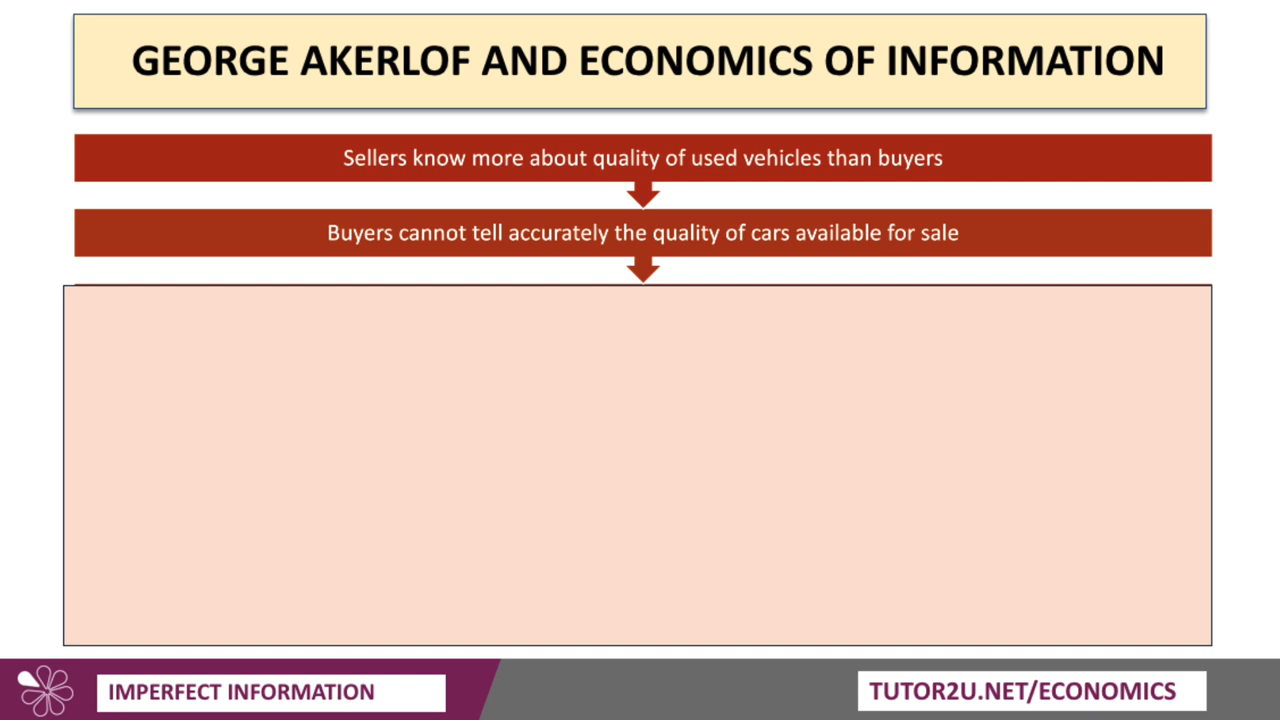 GEORGE AKERLOF AND ECONOMICS OF INFORMATION
Sellers know more about quality of used vehicles than buyers
Buyers cannot tell accurately the quality of cars available for sale
IMPERFECT INFORMATION
TUTOR2U.NET/ECONOMICS